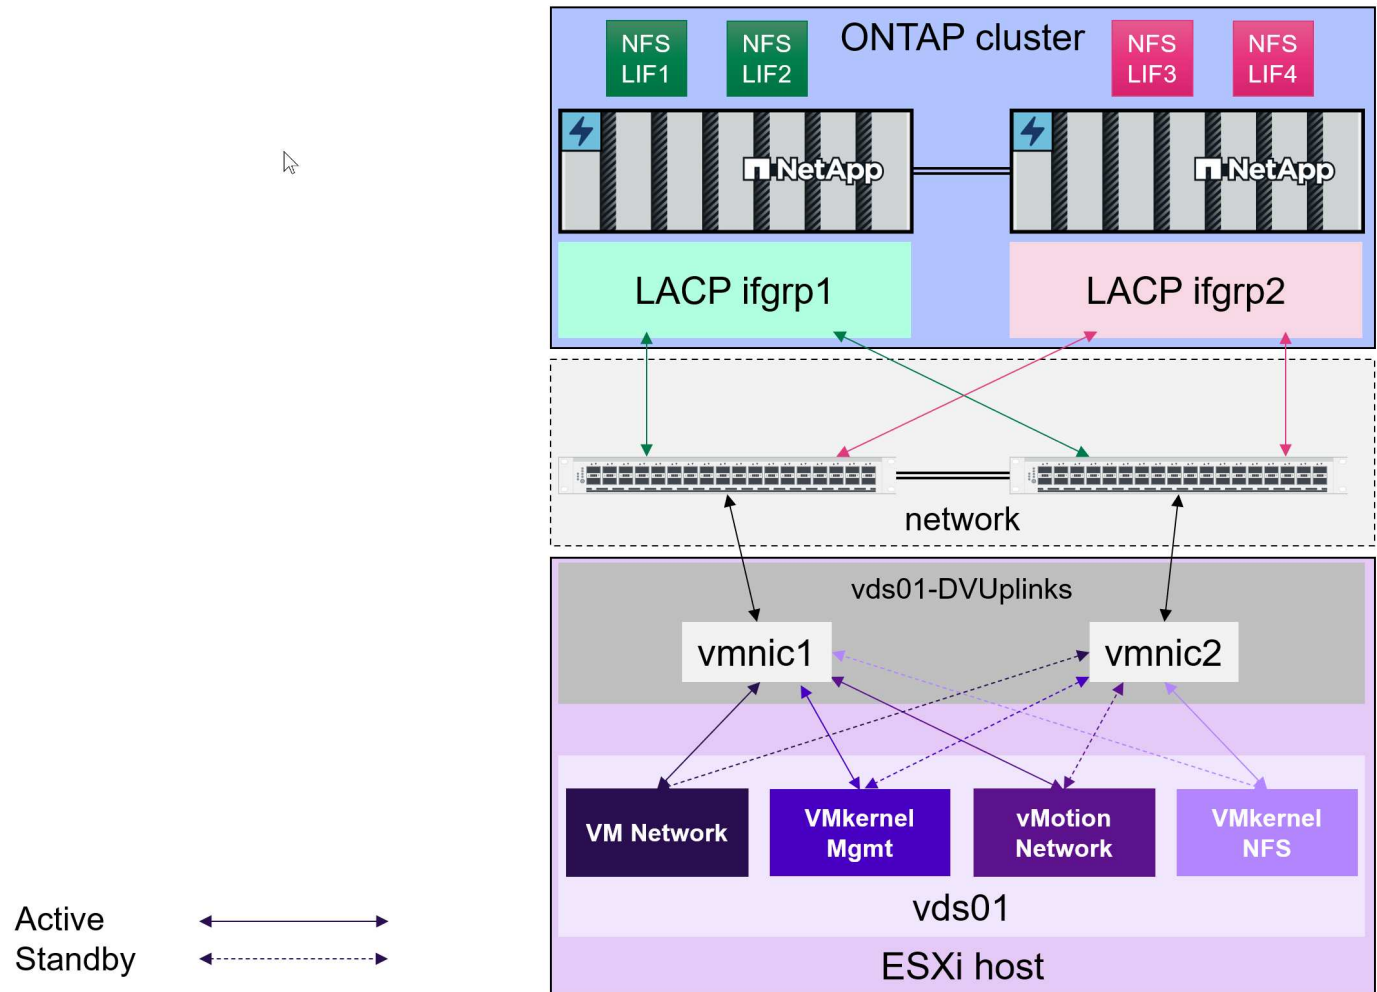 ONTAP cluster
NFS
LIF1
NFS
LIF2
NFS
LIF3
NFS
LIF4
NetApp
NetApp
LACP ifgrp1
LACP ifgrp2
network
vds01-DVUplinks
vmnic1
vmnic2
VM Network
VMkernel
Mgmt
vMotion
Network
VMkernel
NFS
vds01
ESXi host
Active
Standby